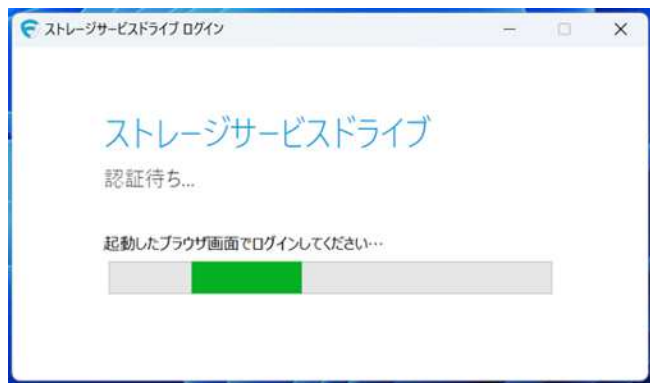 ストレージサービスドライブ ログイン
ストレージサービスドライブ
認証待ち...
起動したブラウザ画面でログインしてください…